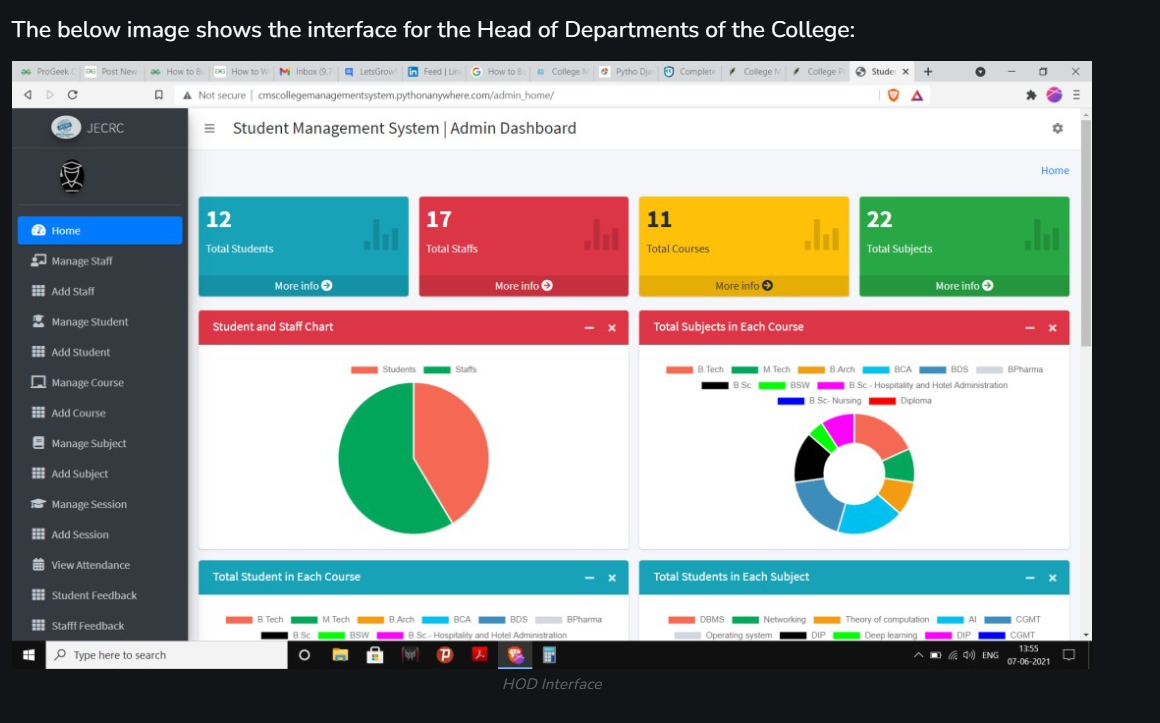 The below image shows the interface for the Head of Departments of the College:
ProGeek Post New How to How to Inbox (9, LetsGrow Feed | How to College Complete College College Stude
Not secure | cmscollegemanagementsystem.pythonanywhere.com/admin_home/
JECRC
Student Management System | Admin Dashboard
Home
Home
Manage Staff
Add Staff
Manage Student
Add Student
Manage Course
Add Course
Manage Subject
Add Subject
Manage Session
Add Session
View Attendance
Student Feedback
Stafff Feedback
12
Total Students
More info
17
Total Staffs
More info
11
Total Courses
More info
22
Total Subjects
More info
Student and Staff Chart
Students Staffs
Total Subjects in Each Course
B.Tech M.Tech B.Arch BCA BDS BPharma
B.Sc BSW B.Sc.- Hospitality and Hotel Administration
B.Sc- Nursing Diploma
Total Student in Each Course
B.Tech M.Tech B.Arch BCA BDS BPharma
B.Sc BSW B.Sc.- Hospitality and Hotel Administration
Total Students in Each Subject
DBMS Networking Theory of computation AI CGMT
Operating system DIP Deep learning DIP CGMT
Type here to search
ENG
13:55
07-06-2021
HOD Interface